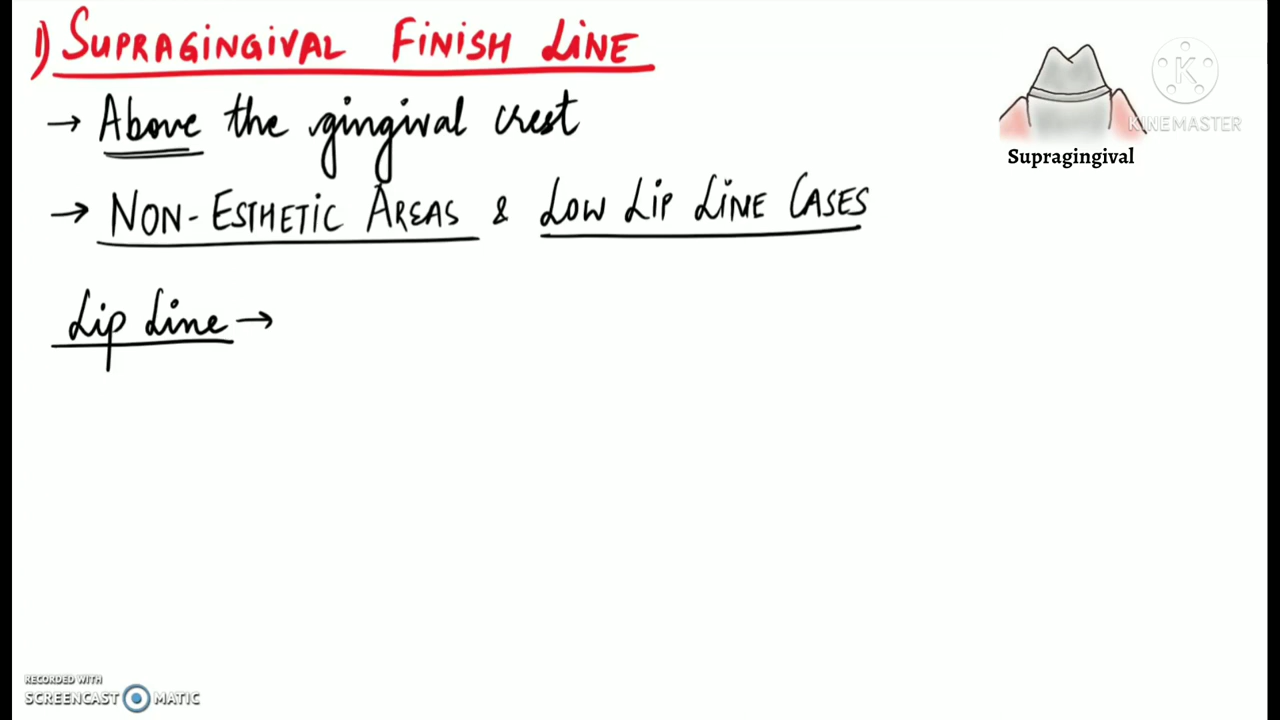 1) SUPRAGINGIVAL FINISH LINE
→ Above the gingival crest
→ NON-ESTHETIC AREAS & LOW LIP LINE CASES
Lip Line →
KINEMASTER
Supragingival
RECORDED WITH
SCREENCAST MATIC